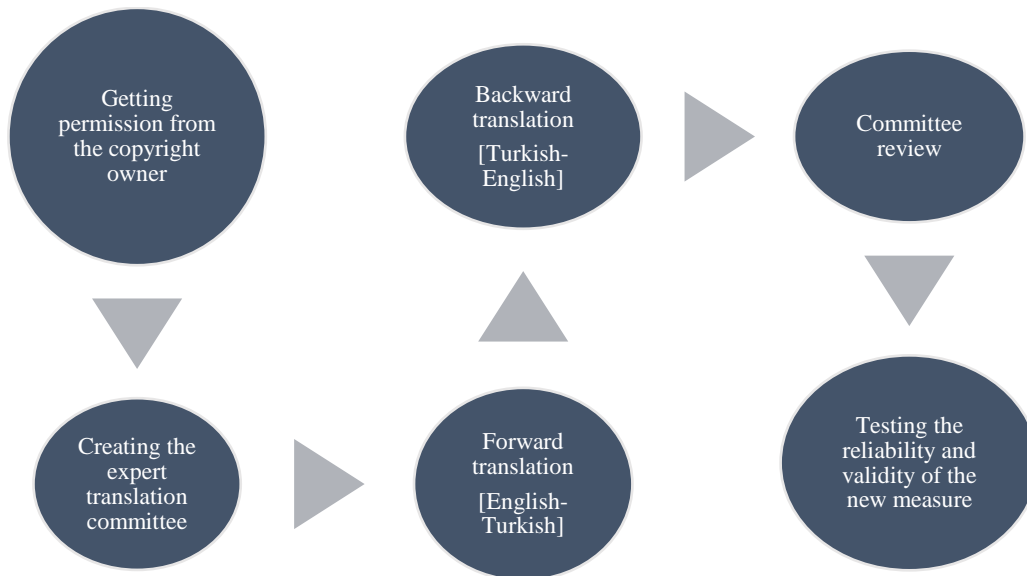 Getting
permission from
the copyright
owner
Creating the
expert
translation
committee
Forward
translation
[English-
Turkish]
Backward
translation
[Turkish-
English]
Committee
review
Testing the
reliability and
validity of the
new measure